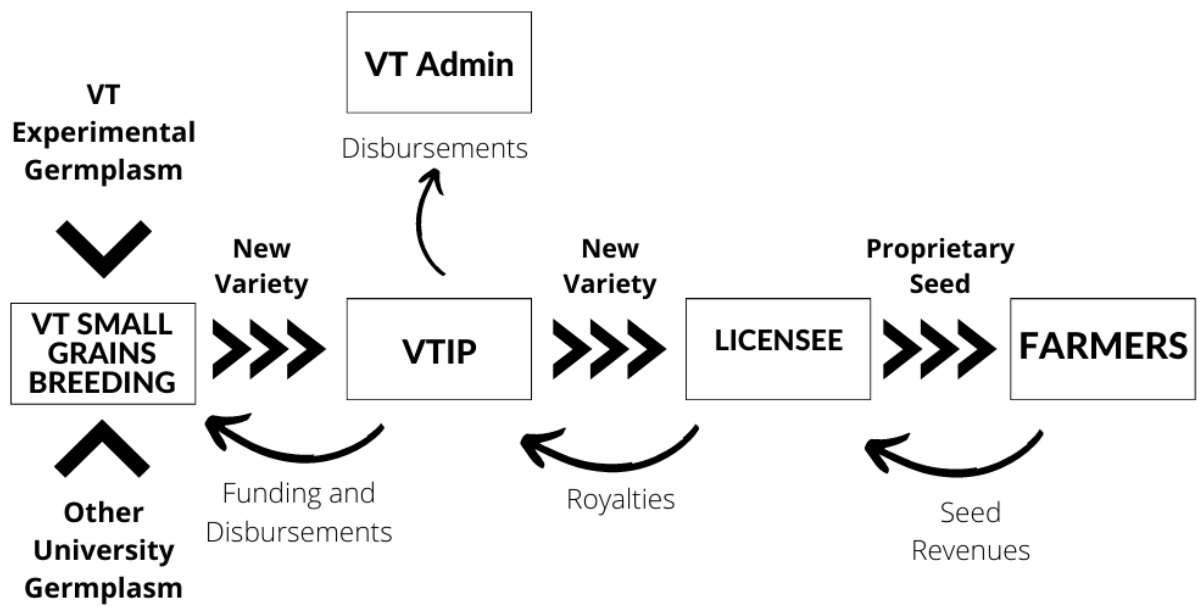 VT Admin
VT
Experimental
Germplasm
Disbursements
New
Variety
New
Variety
Proprietary
Seed
VT SMALL
GRAINS
BREEDING
VTIP
LICENSEE
FARMERS
Funding and
Disbursements
Royalties
Seed
Revenues
Other
University
Germplasm